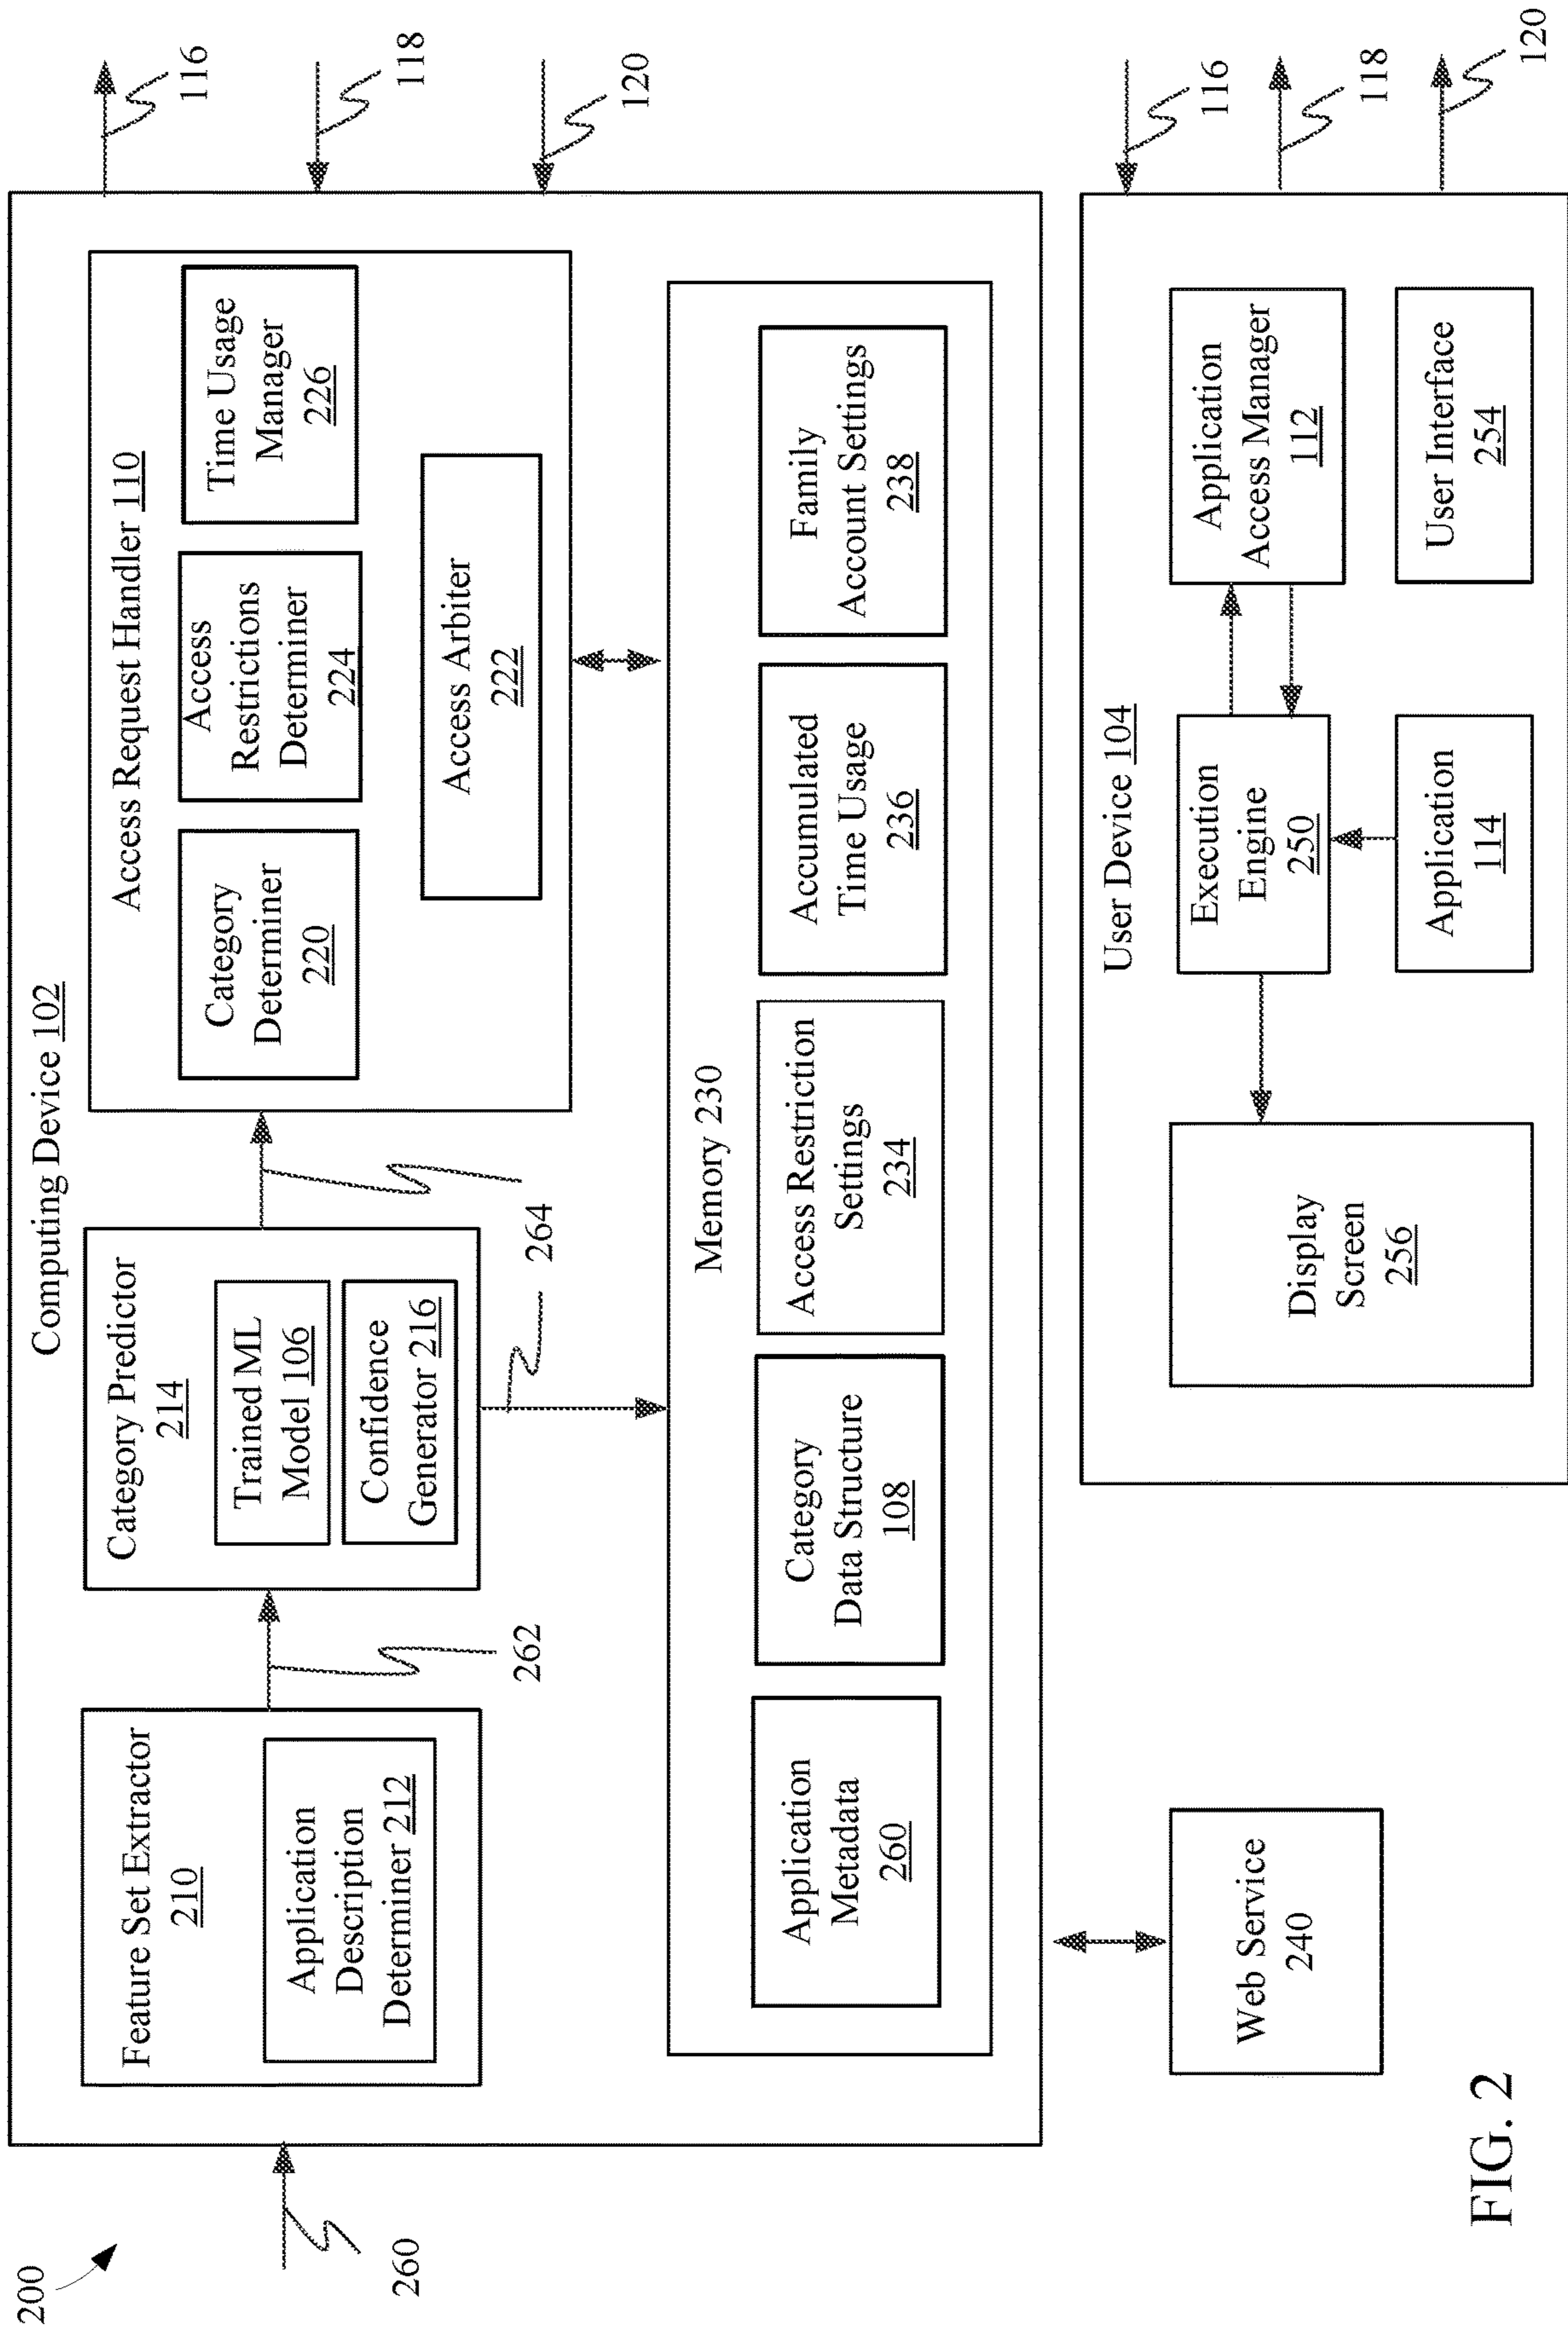 200
260
Computing Device 102
Feature Set Extractor
210
Application
Description
Determiner 212
262
Category Predictor
214
Trained ML
Model 106
Confidence
Generator 216
264
Access Request Handler 110
Category
Determiner
220
Access
Restrictions
Determiner
224
Time Usage
Manager
226
Access Arbiter
222
116
118
120
Memory 230
Application
Metadata
260
Category
Data Structure
108
Access Restriction
Settings
234
Accumulated
Time Usage
236
Family
Account Settings
238
Web Service
240
User Device 104
Display
Screen
256
Execution
Engine
250
Application
114
Application
Access Manager
112
User Interface
254
116
118
120
FIG. 2